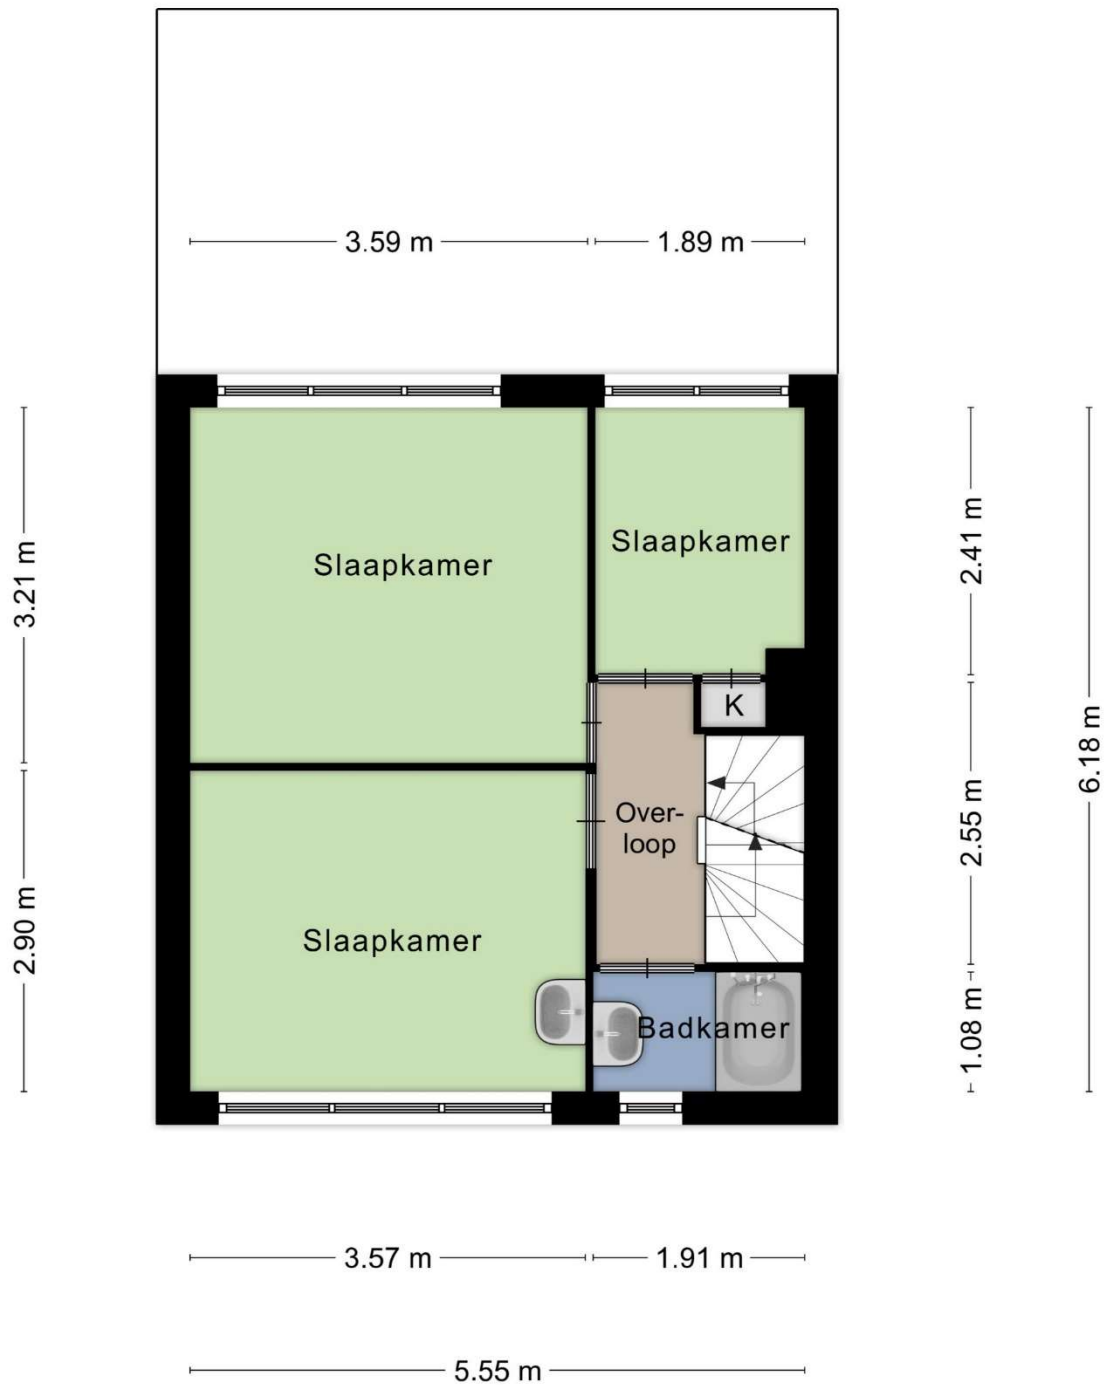 3.59 m
1.89 m
3.21 m
2.41 m
Slaapkamer
Slaapkamer
K
6.18 m
Over-
loop
2.55 m
2.90 m
Slaapkamer
Badkamer
1.08 m
3.57 m
1.91 m
5.55 m